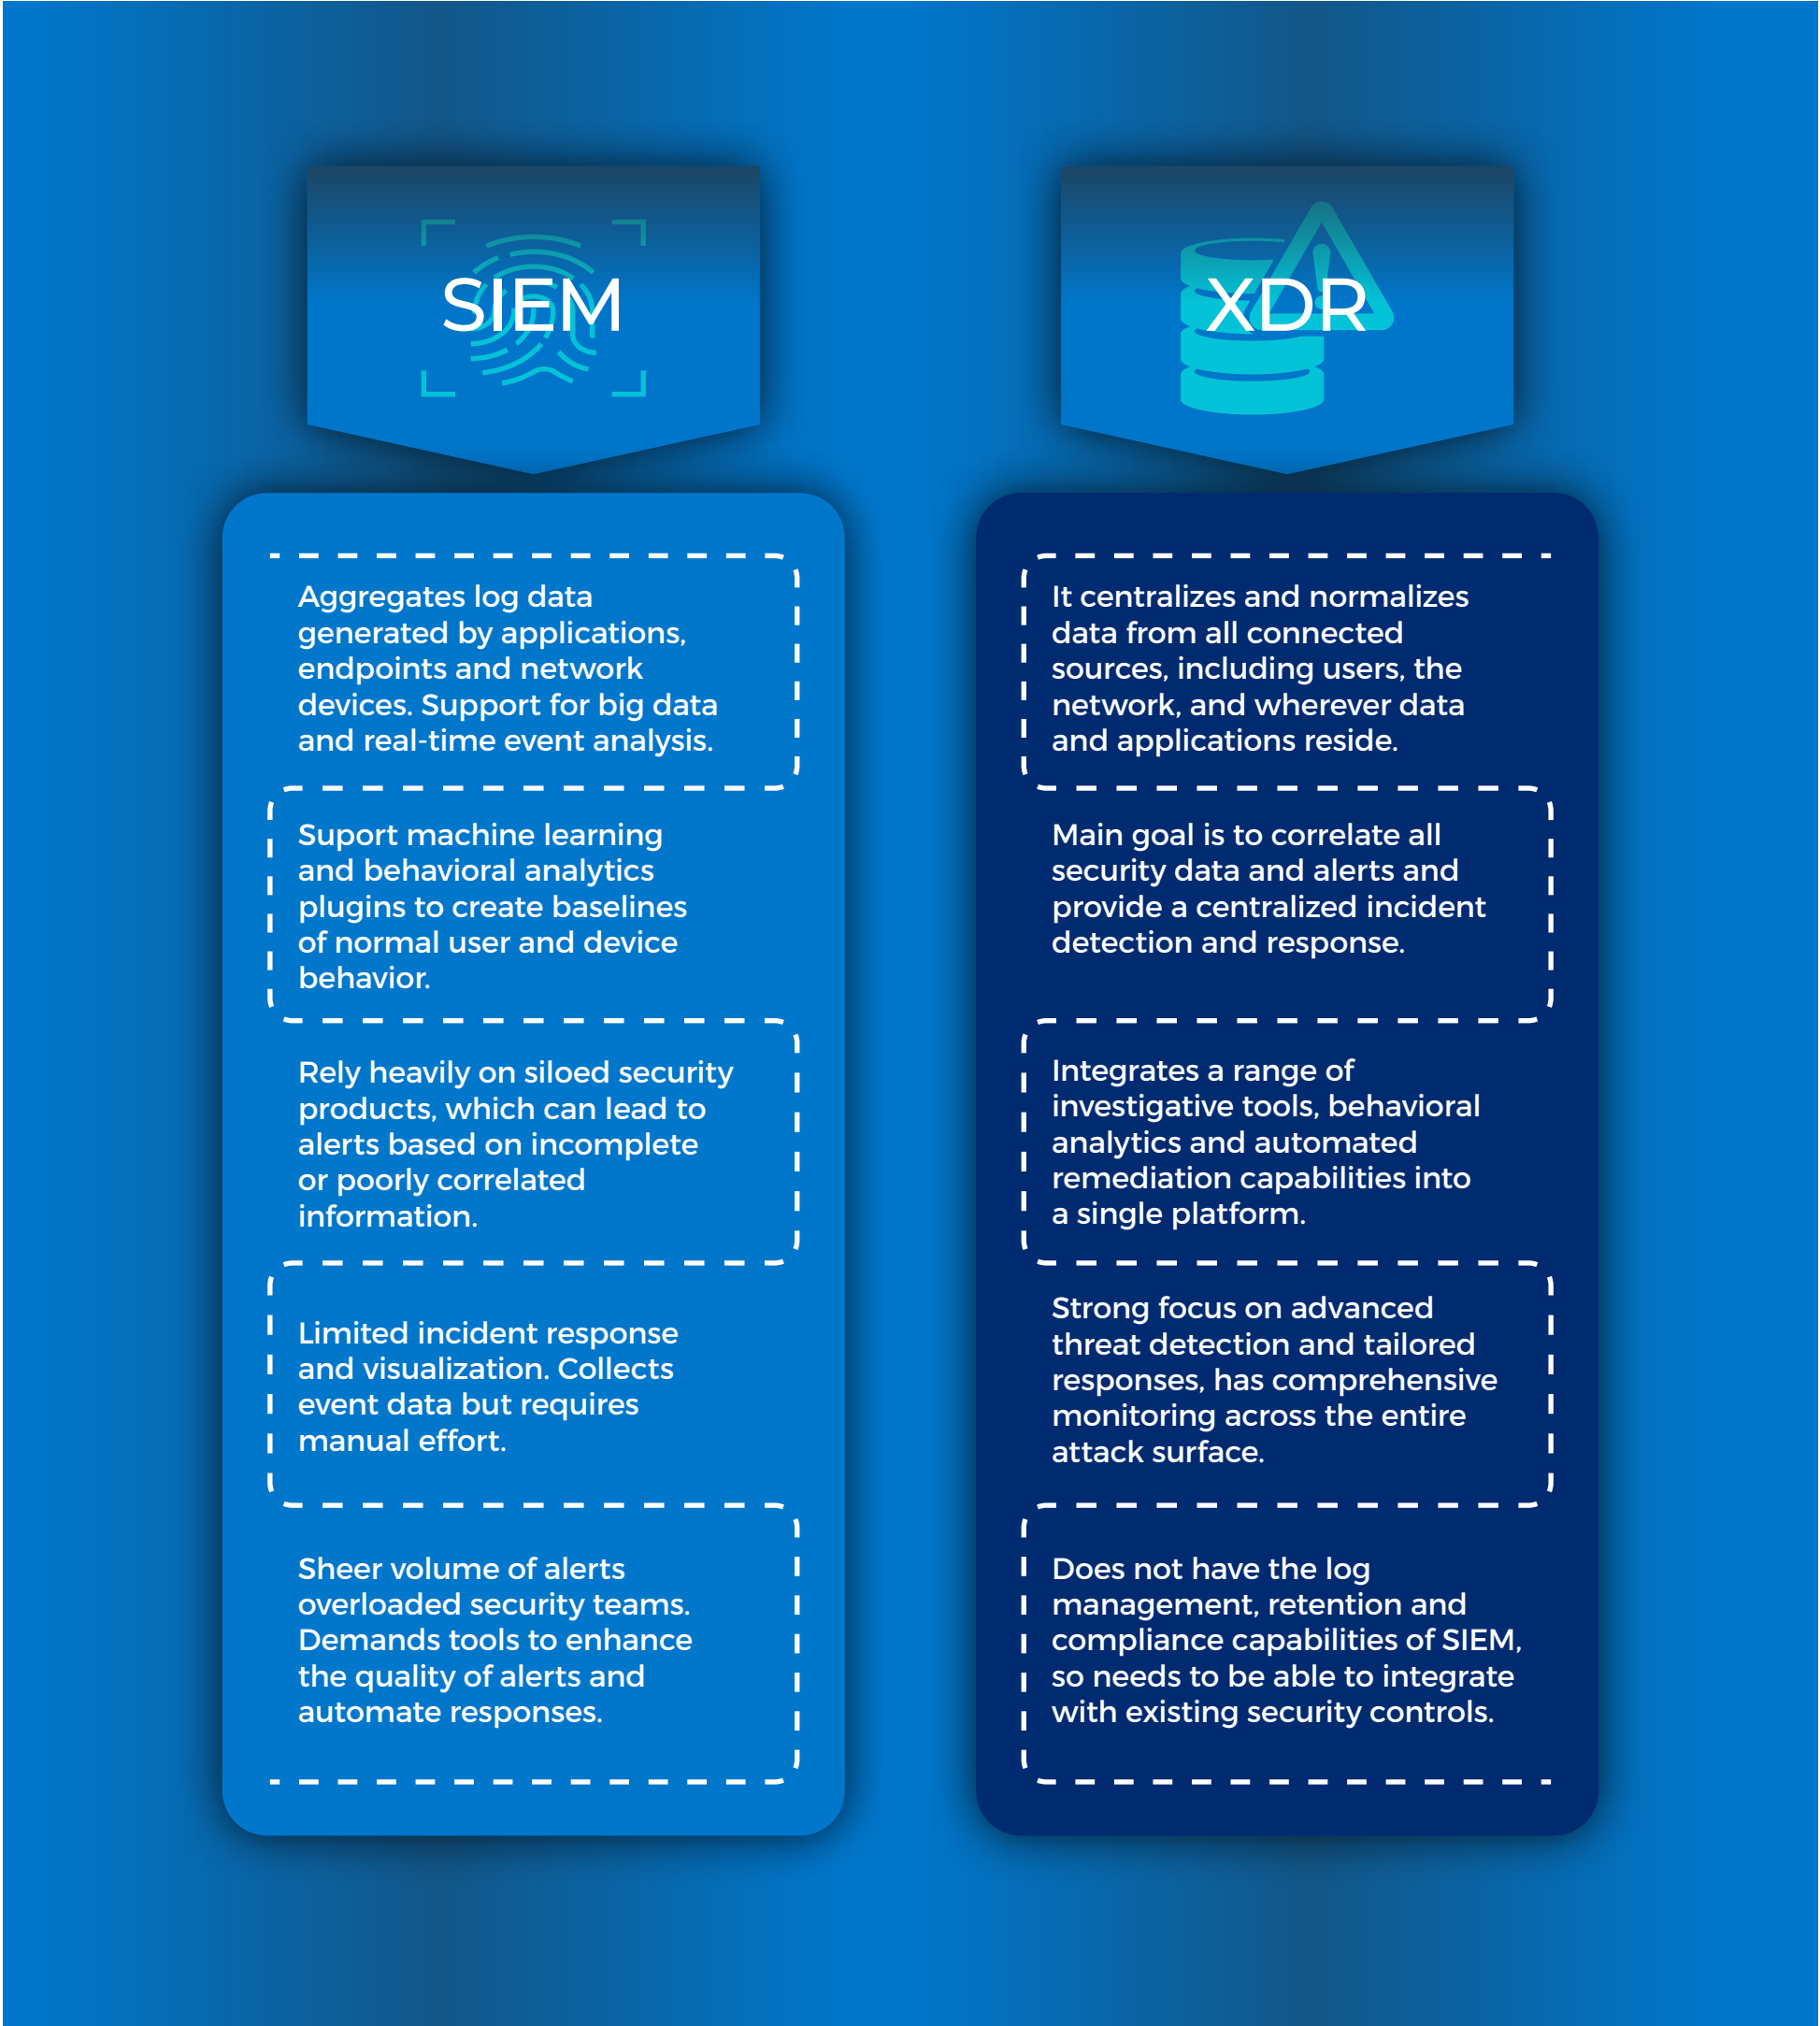 SIEM
Aggregates log data
generated by applications,
endpoints and network
devices. Support for big data
and real-time event analysis.
Suport machine learning
and behavioral analytics
plugins to create baselines
of normal user and device
behavior.
Rely heavily on siloed security
products, which can lead to
alerts based on incomplete
or poorly correlated
information.
Limited incident response
and visualization. Collects
event data but requires
manual effort.
Sheer volume of alerts
overloaded security teams.
Demands tools to enhance
the quality of alerts and
automate responses.
XDR
It centralizes and normalizes
data from all connected
sources, including users, the
network, and wherever data
and applications reside.
Main goal is to correlate all
security data and alerts and
provide a centralized incident
detection and response.
Integrates a range of
investigative tools, behavioral
analytics and automated
remediation capabilities into
a single platform.
Strong focus on advanced
threat detection and tailored
responses, has comprehensive
monitoring across the entire
attack surface.
Does not have the log
management, retention and
compliance capabilities of SIEM,
so needs to be able to integrate
with existing security controls.